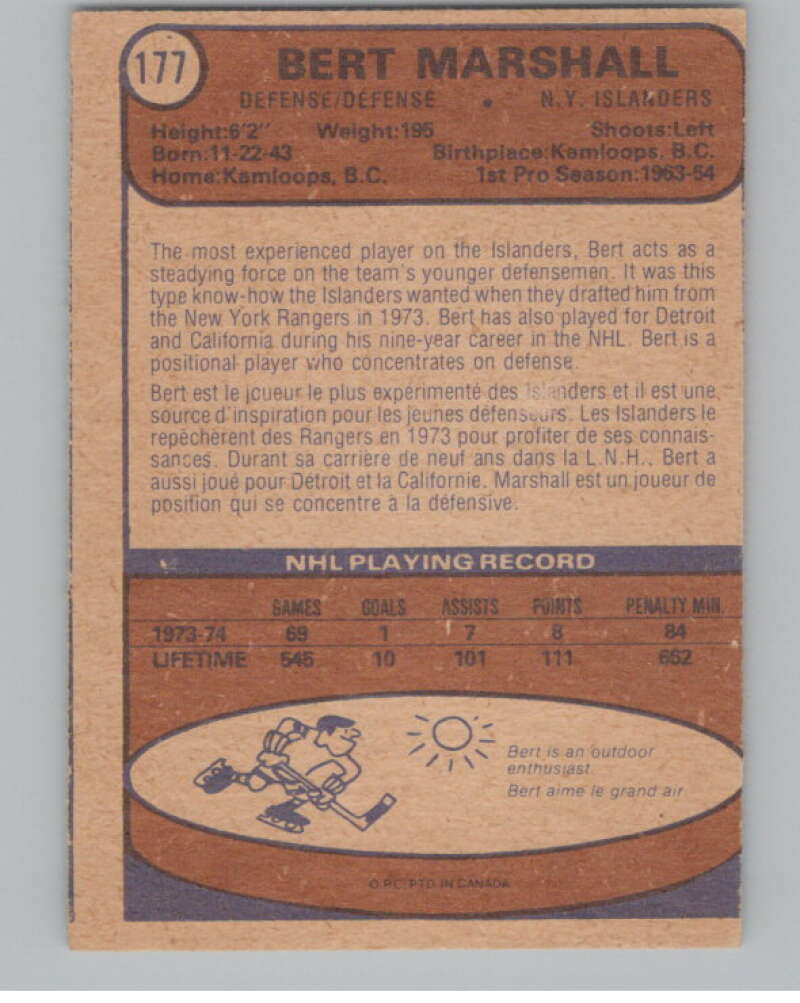 177
BERT MARSHALL
DEFENSE/DÉFENSE • N.Y. ISLANDERS
Height:6'2" Weight:195 Shoots:Left
Born:11-22-43 Birthplace:Kamloops, B.C.
Home:Kamloops, B.C. 1st Pro Season:1963-64
The most experienced player on the Islanders, Bert acts as a
steadying force on the team's younger defensemen. It was this
type know-how the Islanders wanted when they drafted him from
the New York Rangers in 1973. Bert has also played for Detroit
and California during his nine-year career in the NHL. Bert is a
positional player who concentrates on defense.
Bert est le joueur le plus expérimenté des Islanders et il est une
source d'inspiration pour les jeunes défenseurs. Les Islanders le
repêchèrent des Rangers en 1973 pour profiter de ses connais-
sances. Durant sa carrière de neuf ans dans la L.N.H., Bert a
aussi joué pour Détroit et la Californie. Marshall est un joueur de
position qui se concentre à la défensive.
NHL PLAYING RECORD
GAMES GOALS ASSISTS POINTS PENALTY MIN.
1973-74 69 1 7 8 84
LIFETIME 545 10 101 111 662
Bert is an outdoor
enthusiast.
Bert aime le grand air.
O.P.C. PTD. IN CANADA